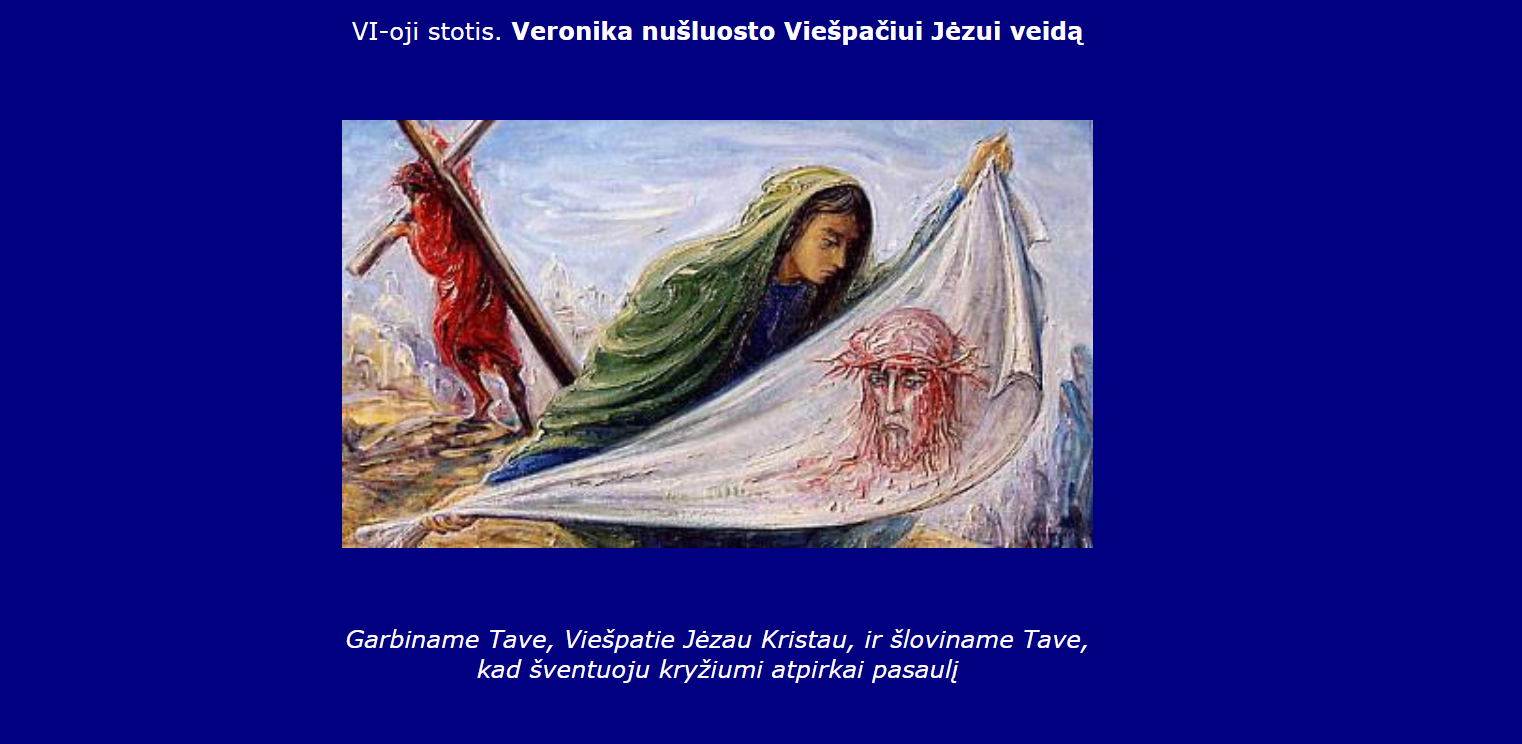 VI-oji stotis. Veronika nušluosto Viešpačiui Jėzui veidą
Garbiname Tave, Viešpatie Jėzau Kristau, ir šloviname Tave,
kad šventuoju kryžiumi atpirkai pasaulį